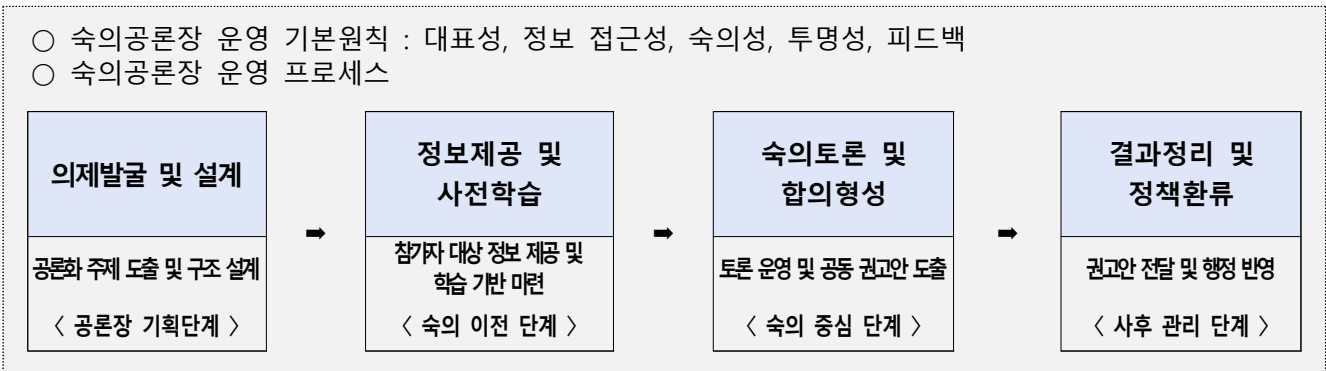 ○ 숙의공론장 운영 기본원칙 : 대표성, 정보 접근성, 숙의성, 투명성, 피드백
○ 숙의공론장 운영 프로세스
의제발굴 및 설계
공론화 주제 도출 및 구조 설계
〈 공론장 기획단계 〉
➡
정보제공 및
사전학습
참가자 대상 정보 제공 및
학습 기반 마련
〈 숙의 이전 단계 〉
➡
숙의토론 및
합의형성
토론 운영 및 공동 권고안 도출
〈 숙의 중심 단계 〉
➡
결과정리 및
정책환류
권고안 전달 및 행정 반영
〈 사후 관리 단계 〉